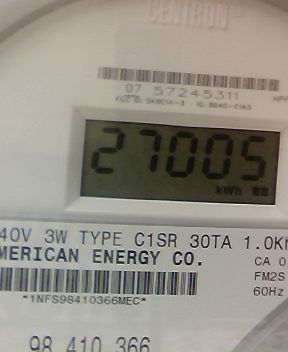 CENTRON
07 57245311
27005
kWh
40V 3W TYPE C1SR 30TA 1.0K
MERICAN ENERGY CO.
CA 0
FM2S
60Hz
*1NFS98410366MEC*
98 410 366